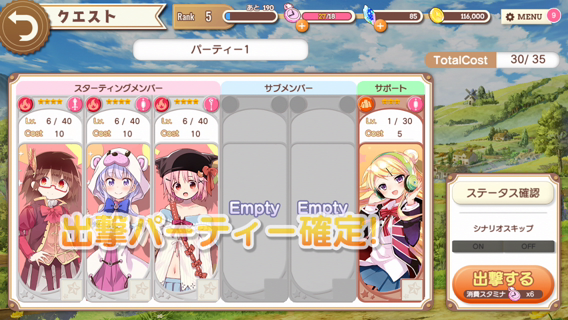 クエスト
Rank 5
あと 190
27/18
5/5
116,000
MENU
9
パーティー1
TotalCost 30/ 35
スターティングメンバー
サブメンバー
サポート
Lv. 6 / 40
Cost 10
Lv. 6 / 40
Cost 10
Lv. 6 / 40
Cost 10
Lv. 1 / 30
Cost 5
Empty
Empty
出撃パーティー確定!
ステータス確認
シナリオスキップ
ON
OFF
出撃する
消費スタミナ x6